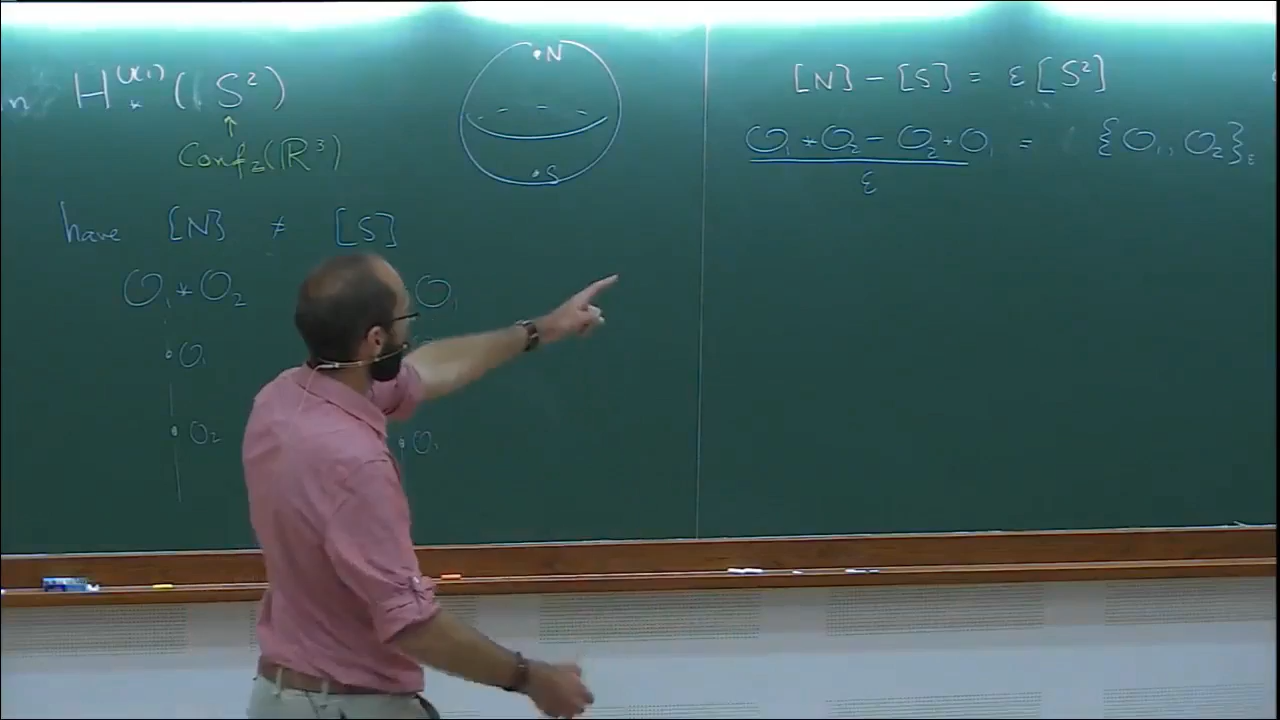 n H_*^{U(1)}(S²)
↑
Conf₂(ℝ³)
N
S
have [N] ≠ [S]
O₁ * O₂ O₁
O₁
O₂ O₁
[N] − [S] = ε[S²]
O₁ * O₂ − O₂ * O₁ = {O₁, O₂}_ε
ε